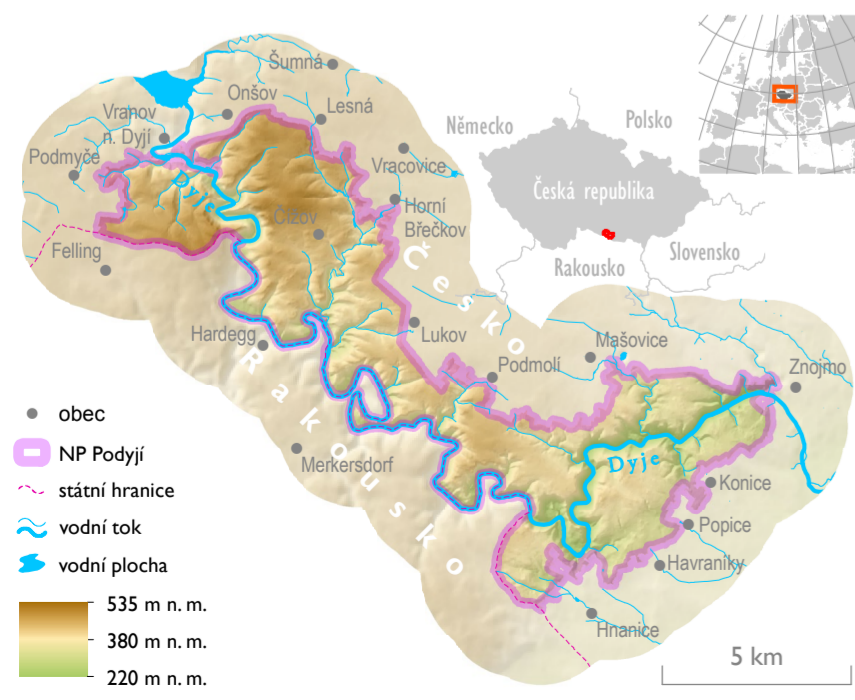 Šumná
Onšov
Lesná
Vranov
n. Dyjí
Podmyče
Vracovice
Dyje
Horní
Břečkov
Čížov
Felling
Česko
Hardegg
Lukov
Rakousko
Podmolí
Mašovice
Znojmo
Merkersdorf
Dyje
Konice
Popice
Havraníky
Hnanice
Německo
Polsko
Česká republika
Slovensko
Rakousko
obec
NP Podyjí
státní hranice
vodní tok
vodní plocha
535 m n. m.
380 m n. m.
220 m n. m.
5 km